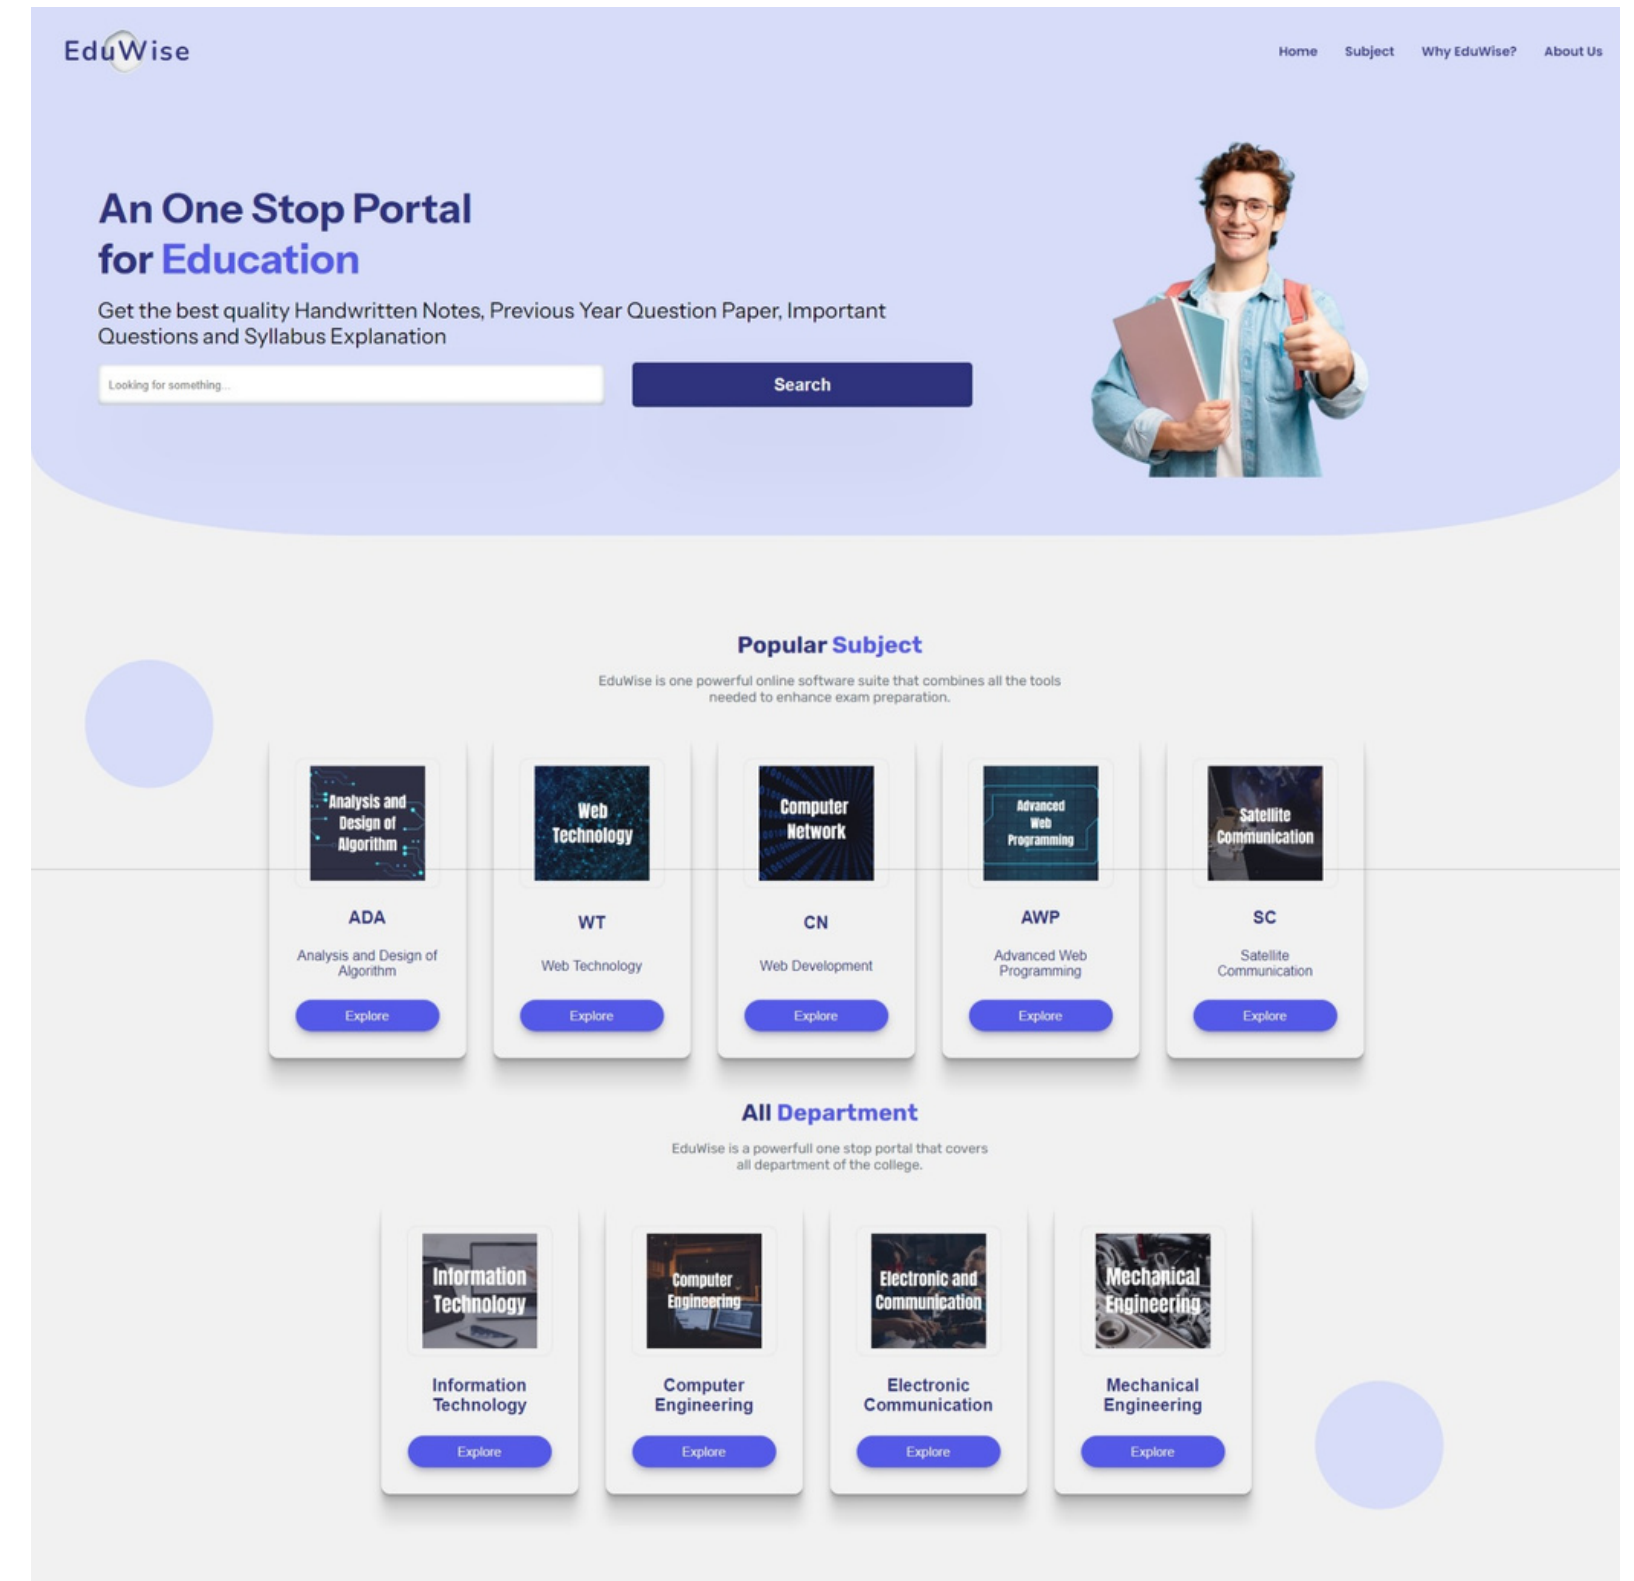 EduWise
Home Subject Why EduWise? About Us
An One Stop Portal
for Education
Get the best quality Handwritten Notes, Previous Year Question Paper, Important
Questions and Syllabus Explanation
Looking for something...
Search
Popular Subject
EduWise is one powerful online software suite that combines all the tools
needed to enhance exam preparation.
Analysis and
Design of
Algorithm
ADA
Analysis and Design of
Algorithm
Explore
Web
Technology
WT
Web Technology
Explore
Computer
Network
CN
Web Development
Explore
Advanced
Web
Programming
AWP
Advanced Web
Programming
Explore
Satellite
Communication
SC
Satellite
Communication
Explore
All Department
EduWise is a powerfull one stop portal that covers
all department of the college.
Information
Technology
Information
Technology
Explore
Computer
Engineering
Computer
Engineering
Explore
Electronic and
Communication
Electronic
Communication
Explore
Mechanical
Engineering
Mechanical
Engineering
Explore